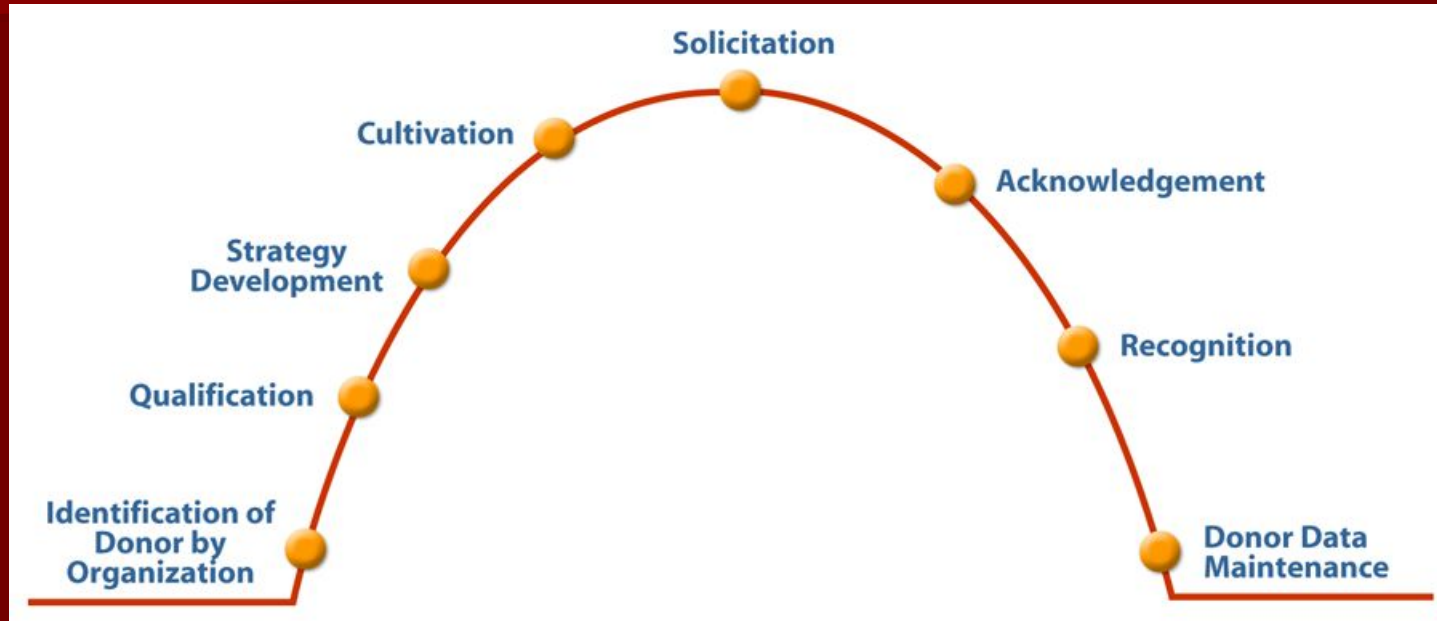 Solicitation
Cultivation
Acknowledgement
Strategy
Development
Recognition
Qualification
Identification of
Donor by
Organization
Donor Data
Maintenance